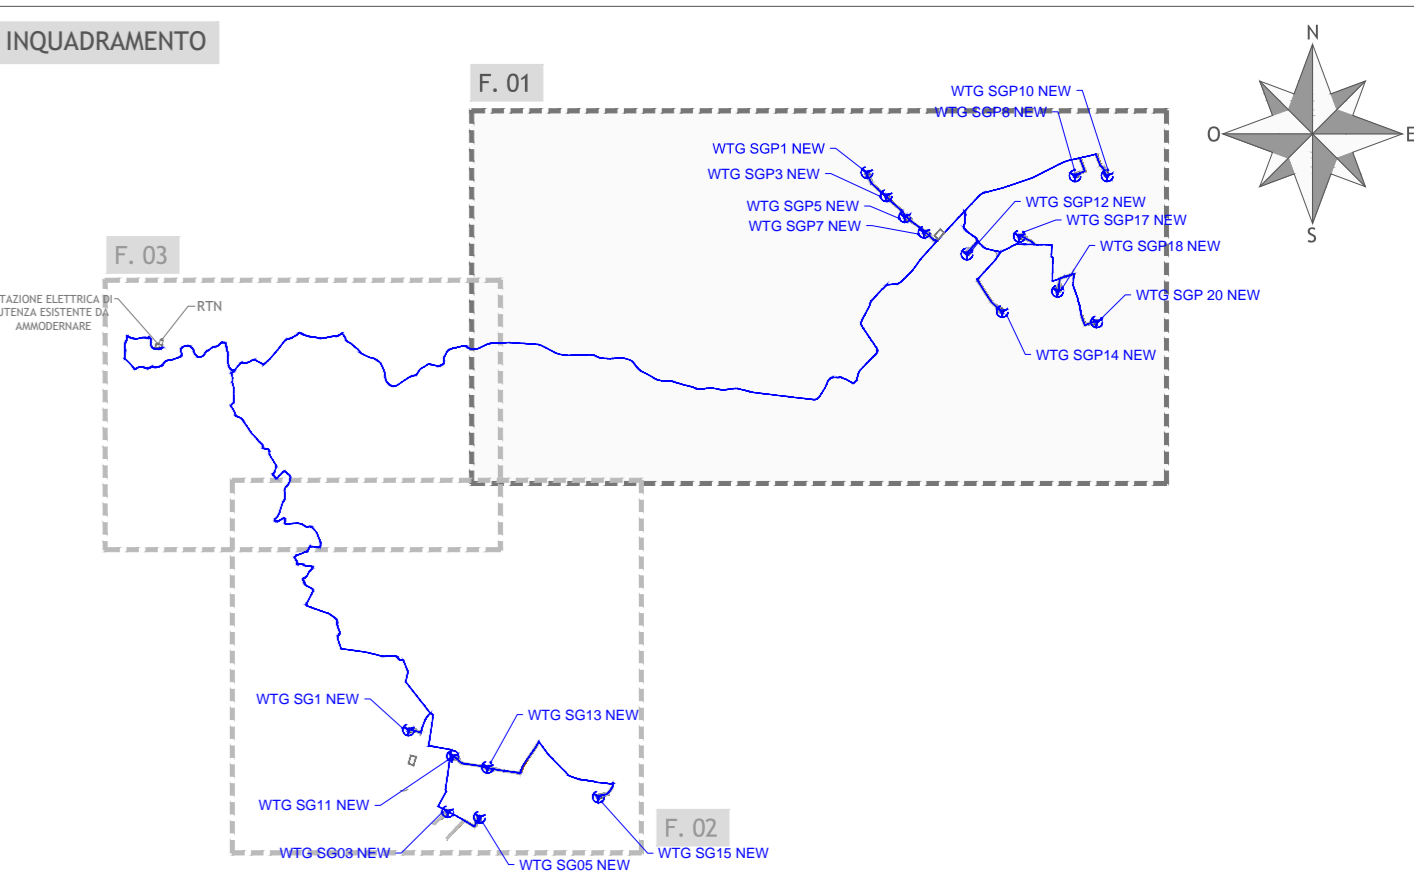 INQUADRAMENTO
N
O
E
S
F. 01
WTG SGP10 NEW
WTG SGP8 NEW
WTG SGP1 NEW
WTG SGP3 NEW
WTG SGP5 NEW
WTG SGP7 NEW
WTG SGP12 NEW
WTG SGP17 NEW
WTG SGP18 NEW
WTG SGP 20 NEW
WTG SGP14 NEW
F. 03
TAZIONE ELETTRICA DI
UTENZA ESISTENTE DA
AMMODERNARE
RTN
WTG SG1 NEW
WTG SG13 NEW
WTG SG11 NEW
F. 02
WTG SG03 NEW
WTG SG05 NEW
WTG SG15 NEW